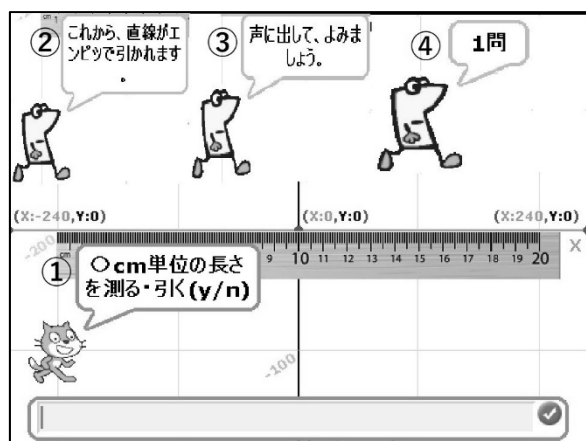 ②
これから、直線がエ
ンピツで引かれます
。
③
声に出して、よみま
しょう。
④
1問
(X:-240,Y:0)
(X:0,Y:0)
(X:240,Y:0)
X
-200
cm
9 10 11 12 13 14 15 16 17 18 19 20
①
○cm単位の長さ
を測る・引く(y/n)
-100